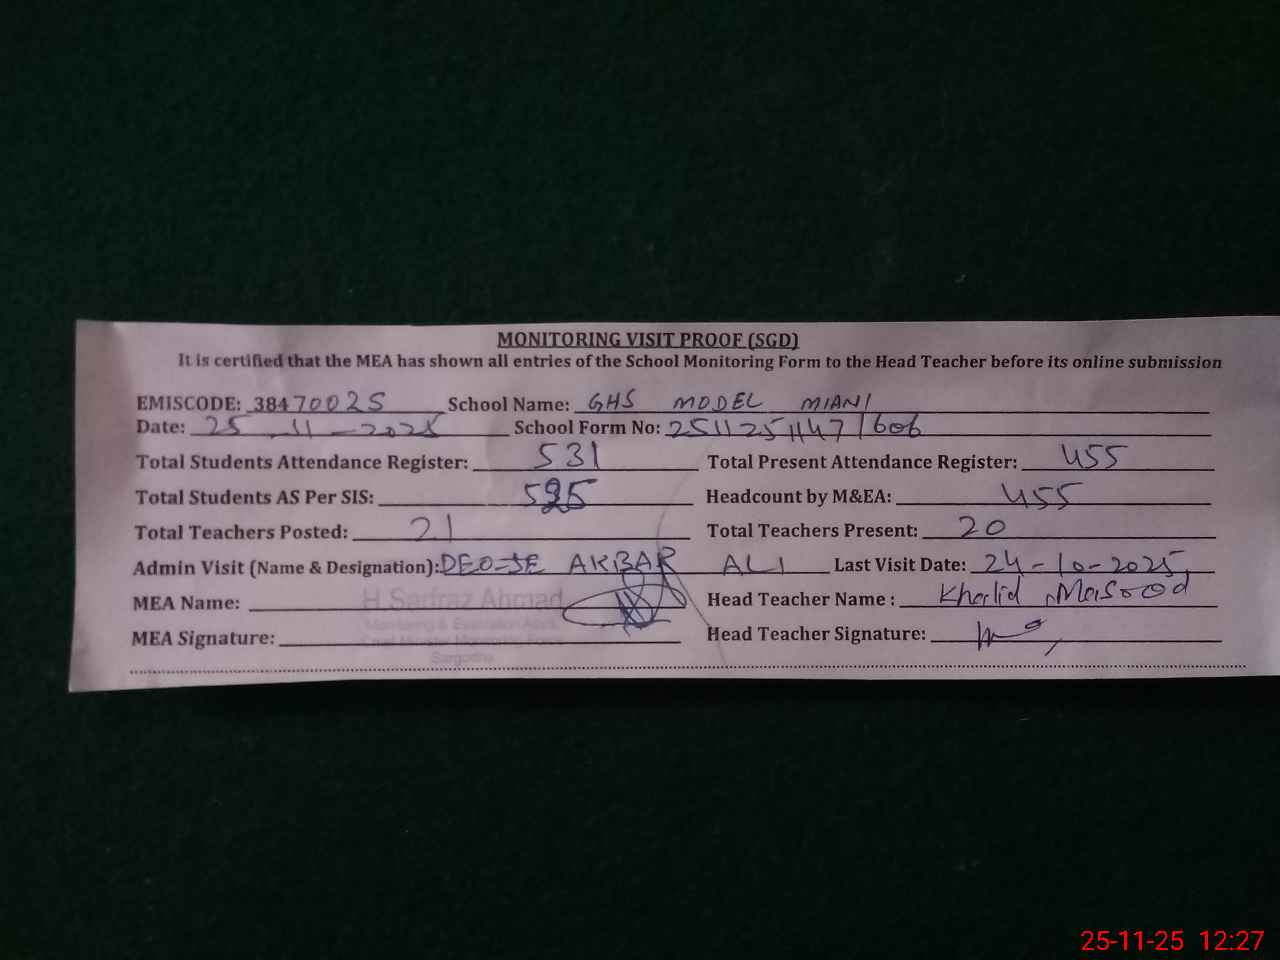 MONITORING VISIT PROOF (SGD)
It is certified that the MEA has shown all entries of the School Monitoring Form to the Head Teacher before its online submission
EMISCODE: 38470025 School Name: GHS MODEL MIANI
Date: 25-11-2025 School Form No: 2511251147/606
Total Students Attendance Register: 531 Total Present Attendance Register: 455
Total Students AS Per SIS: Headcount by M&EA: 455
Total Teachers Posted: 21 Total Teachers Present: 20
Admin Visit (Name & Designation): DEO-SE AKBAR ALI Last Visit Date: 24-10-2025
MEA Name: H Sarfraz Ahmad Head Teacher Name : Khalid Masood
MEA Signature: Head Teacher Signature:
Sargodha
25-11-25 12:27